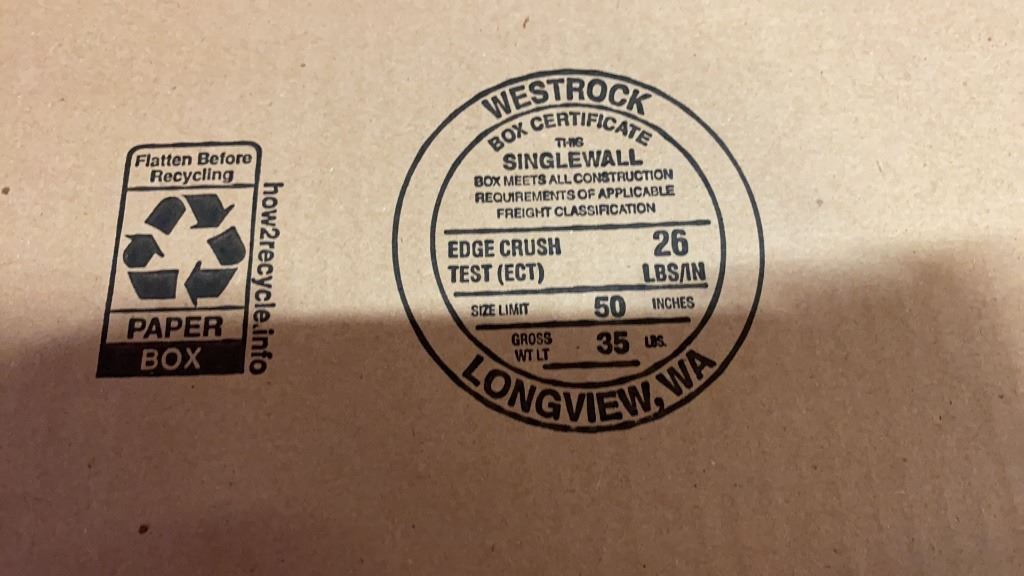 Flatten Before
Recycling
PAPER
BOX
how2recycle.info
WESTROCK
BOX CERTIFICATE
THIS
SINGLEWALL
BOX MEETS ALL CONSTRUCTION
REQUIREMENTS OF APPLICABLE
FREIGHT CLASSIFICATION
EDGE CRUSH 26
TEST (ECT) LBS/IN
SIZE LIMIT 50 INCHES
GROSS
WT LT 35 LBS.
LONGVIEW, WA